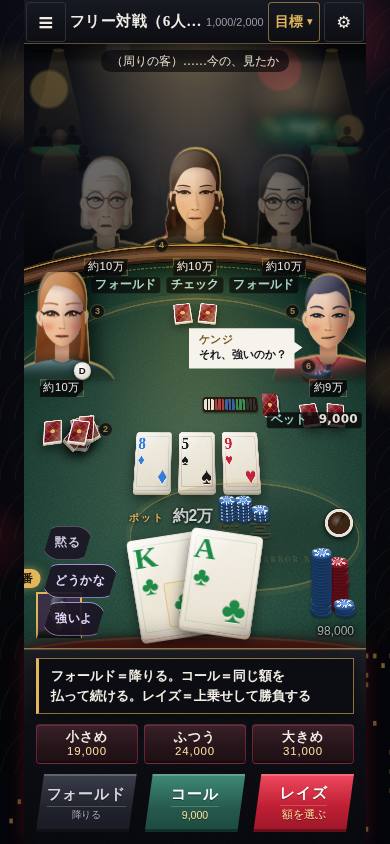 フリー対戦（6人… 1,000/2,000 目標 ▼
（周りの客）……今の、見たか
4
約10万 約10万 約10万
フォールド チェック フォールド
3 5
ケンジ
それ、強いのか？
6
D
約10万 約9万
ベット 9,000
2
8 5 9
ポット 約2万
K A
黙る
番 どうかな
強いよ
98,000
フォールド＝降りる。コール＝同じ額を
払って続ける。レイズ＝上乗せして勝負する
小さめ ふつう 大きめ
19,000 24,000 31,000
フォールド コール レイズ
降りる 9,000 額を選ぶ